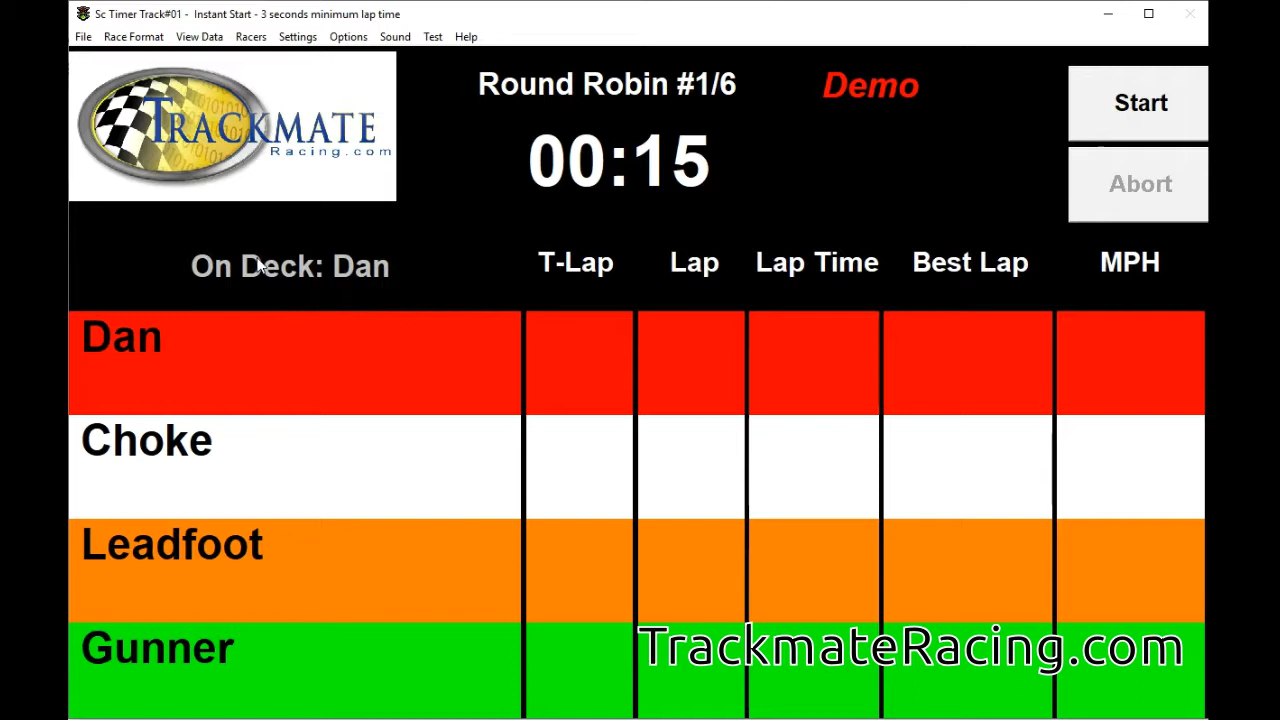 Sc Timer Track#01 - Instant Start - 3 seconds minimum lap time
File Race Format View Data Racers Settings Options Sound Test Help
TRACKMATE
Racing.com
Round Robin #1/6
Demo
00:15
Start
Abort
On Deck: Dan
T-Lap Lap Lap Time Best Lap MPH
Dan
Choke
Leadfoot
Gunner
TrackmateRacing.com